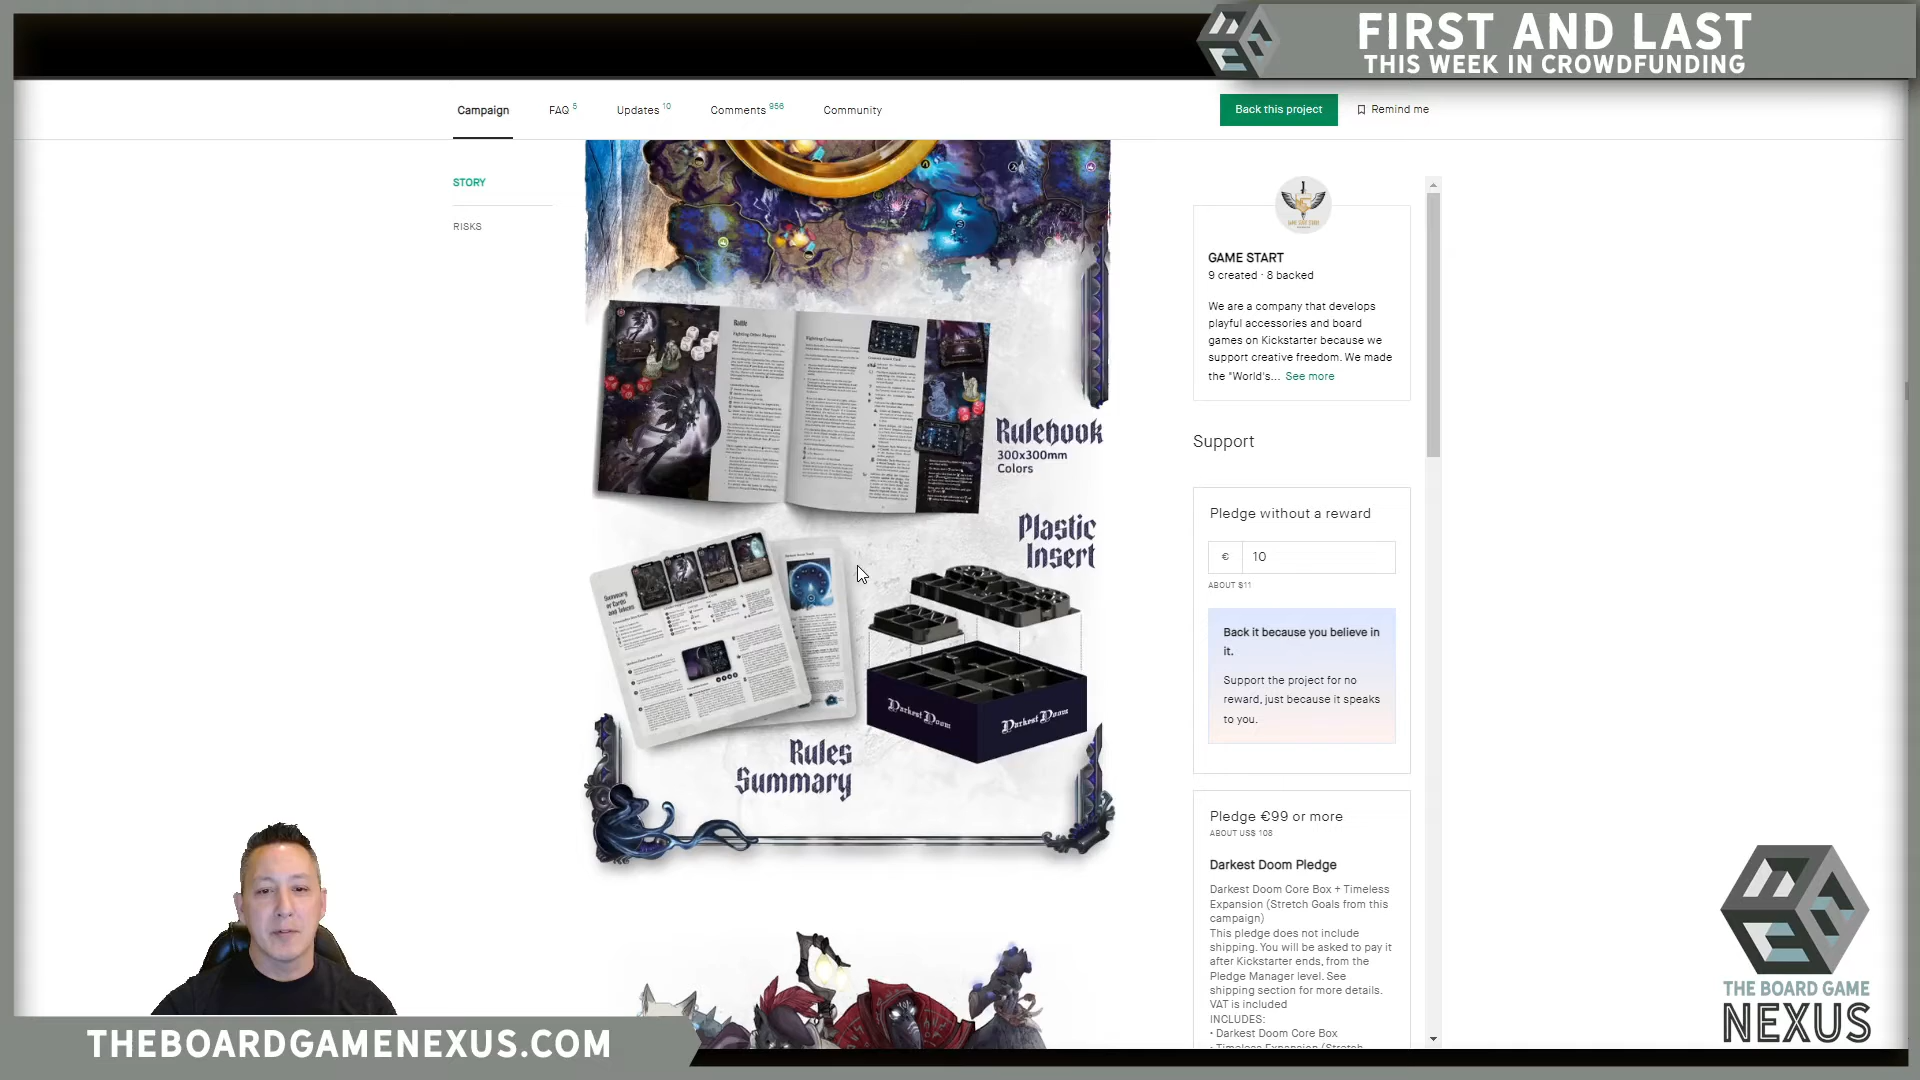 FIRST AND LAST
THIS WEEK IN CROWDFUNDING
Campaign
FAQ 5
Updates 10
Comments 956
Community
Back this project
Remind me
STORY
RISKS
Battle
Rulebook
300x300mm
Colors
Plastic
Insert
Summary
of Cards
and Tokens
Darkest Doom
Darkest Doom
Rules
Summary
GAME START
9 created · 8 backed
We are a company that develops
playful accessories and board
games on Kickstarter because we
support creative freedom. We made
the "World's... See more
Support
Pledge without a reward
€ 10
ABOUT $11
Back it because you believe in
it.
Support the project for no
reward, just because it speaks
to you.
Pledge €99 or more
ABOUT US$ 108
Darkest Doom Pledge
Darkest Doom Core Box + Timeless
Expansion (Stretch Goals from this
campaign)
This pledge does not include
shipping. You will be asked to pay it
after Kickstarter ends, from the
Pledge Manager level. See
shipping section for more details.
VAT is included
INCLUDES:
• Darkest Doom Core Box
• Timeless Expansion (Stretch
THE BOARD GAME
NEXUS
THEBOARDGAMENEXUS.COM